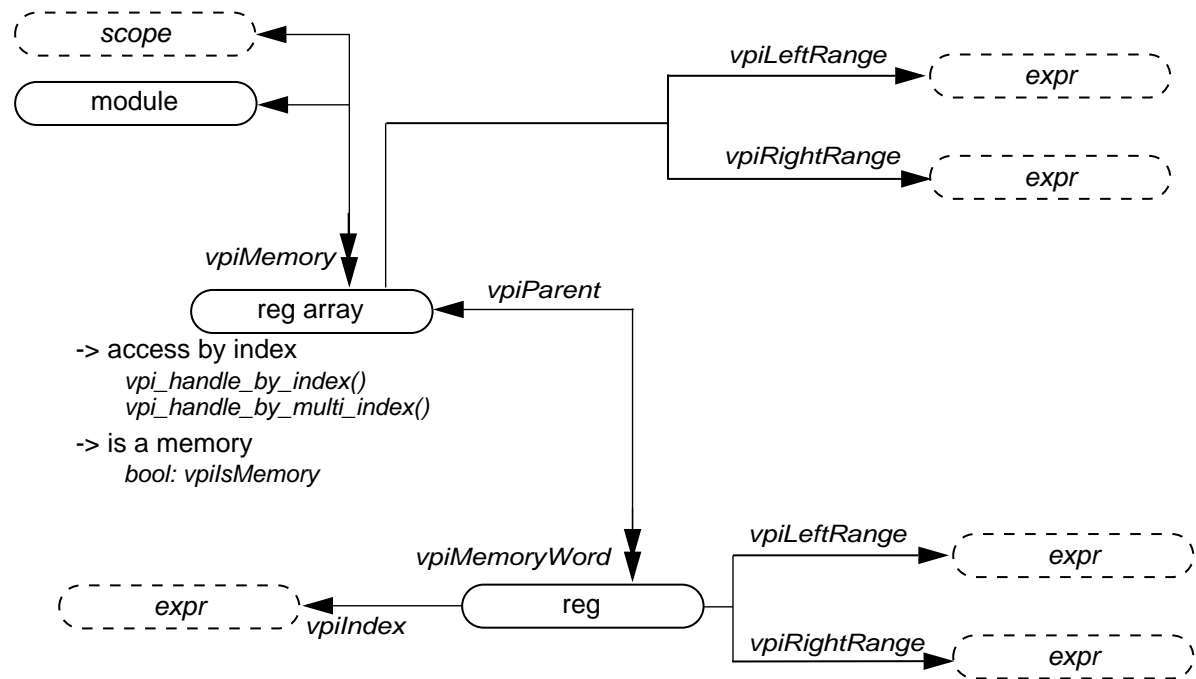 scope
vpiLeftRange
expr
module
vpiRightRange
expr
vpiMemory
vpiParent
reg array
-> access by index
vpi_handle_by_index()
vpi_handle_by_multi_index()
-> is a memory
bool: vpiIsMemory
vpiLeftRange
expr
vpiMemoryWord
expr
reg
vpiIndex
vpiRightRange
expr